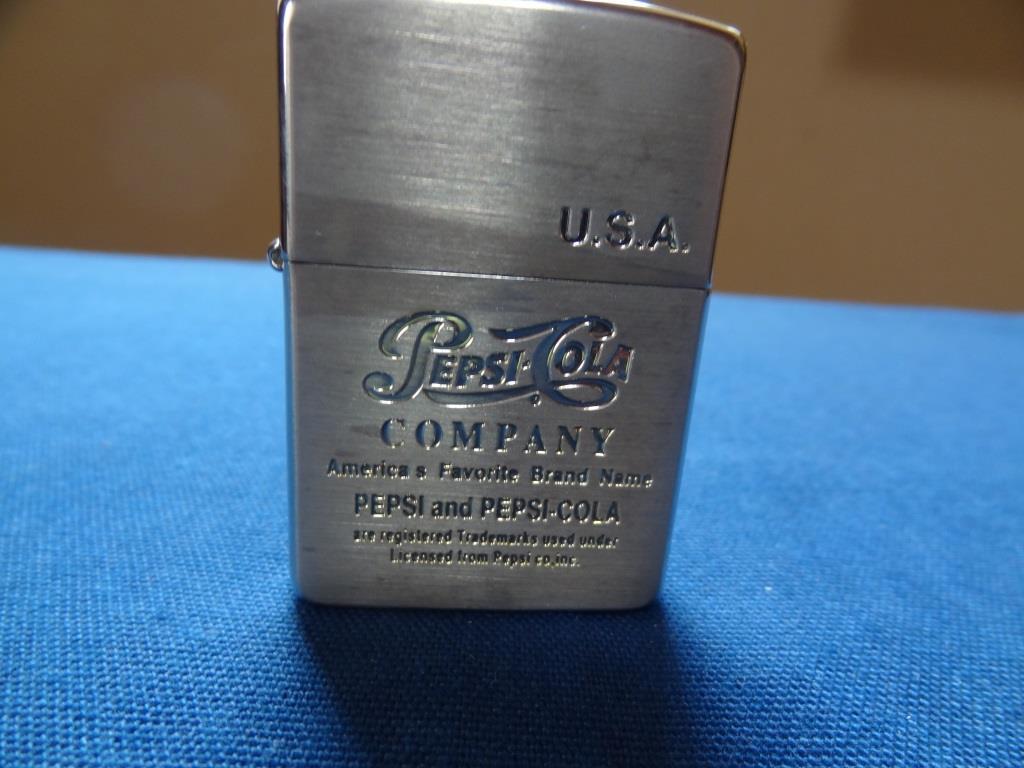 U.S.A.
PEPSI·COLA
COMPANY
America s Favorite Brand Name
PEPSI and PEPSI-COLA
are registered Trademarks used under
Licensed from Pepsi co,inc.